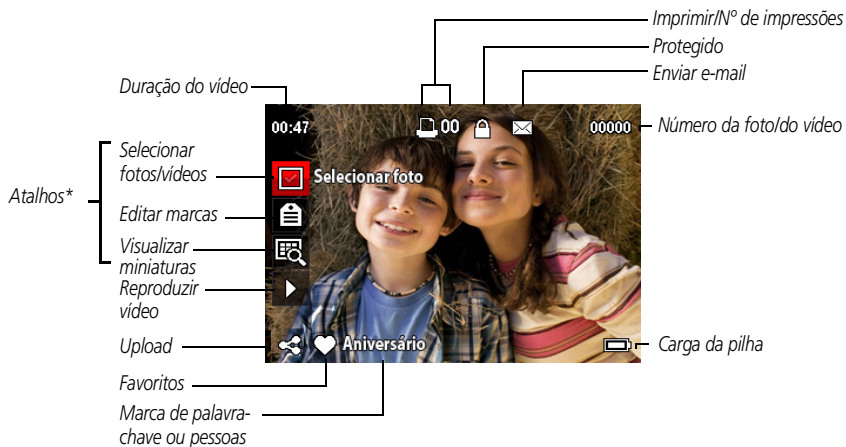 Imprimir/Nº de impressões
Protegido
Enviar e-mail
Duração do vídeo
00:47
00
00000
Número da foto/do vídeo
Atalhos*
Selecionar
fotos/vídeos
Selecionar foto
Editar marcas
Visualizar
miniaturas
Reproduzir
vídeo
Upload
Aniversário
Carga da pilha
Favoritos
Marca de palavra-
chave ou pessoas